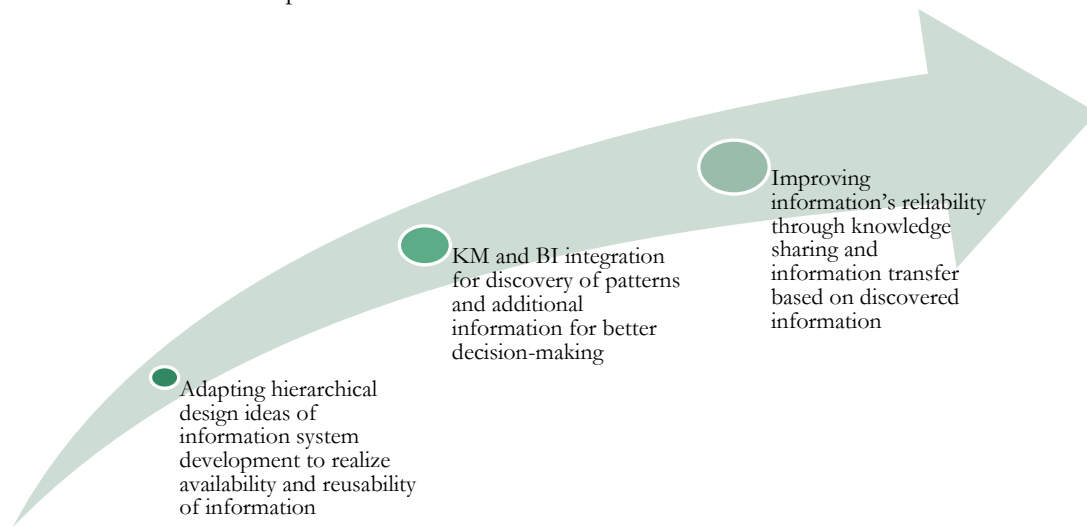 Improving
information's reliability
through knowledge
sharing and
information transfer
based on discovered
information
KM and BI integration
for discovery of patterns
and additional
information for better
decision-making
Adapting hierarchical
design ideas of
information system
development to realize
availability and reusability
of information